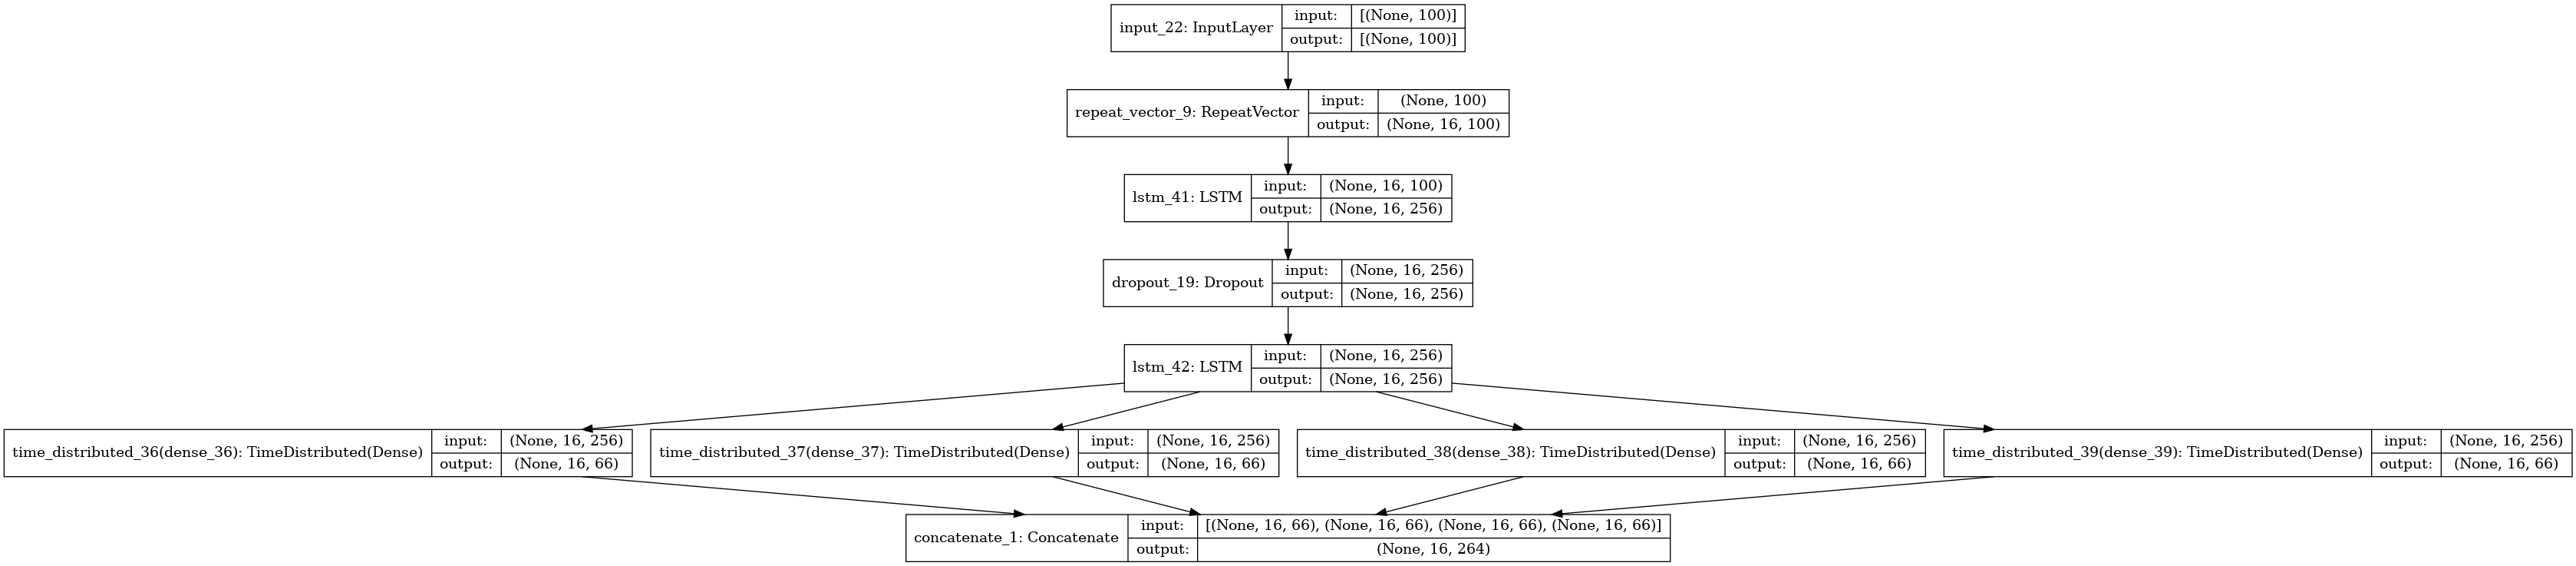 input_22: InputLayer
input:
[(None, 100)]
output:
[(None, 100)]
repeat_vector_9: RepeatVector
input:
(None, 100)
output:
(None, 16, 100)
lstm_41: LSTM
input:
(None, 16, 100)
output:
(None, 16, 256)
dropout_19: Dropout
input:
(None, 16, 256)
output:
(None, 16, 256)
lstm_42: LSTM
input:
(None, 16, 256)
output:
(None, 16, 256)
time_distributed_36(dense_36): TimeDistributed(Dense)
input:
(None, 16, 256)
output:
(None, 16, 66)
time_distributed_37(dense_37): TimeDistributed(Dense)
input:
(None, 16, 256)
output:
(None, 16, 66)
time_distributed_38(dense_38): TimeDistributed(Dense)
input:
(None, 16, 256)
output:
(None, 16, 66)
time_distributed_39(dense_39): TimeDistributed(Dense)
input:
(None, 16, 256)
output:
(None, 16, 66)
concatenate_1: Concatenate
input:
[(None, 16, 66), (None, 16, 66), (None, 16, 66), (None, 16, 66)]
output:
(None, 16, 264)